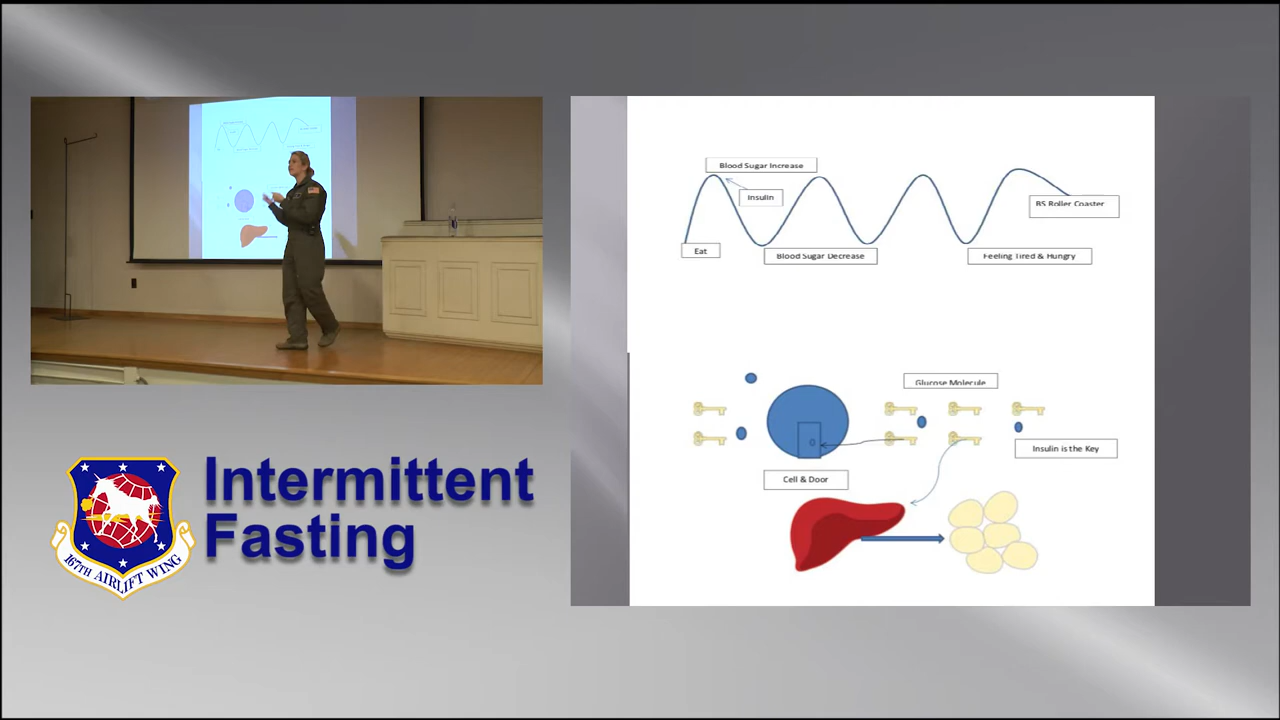 Blood Sugar Increase
Insulin
BS Roller Coaster
Eat
Blood Sugar Decrease
Feeling Tired & Hungry
Glucose Molecule
Insulin is the Key
Cell & Door
Intermittent
Fasting
167TH AIRLIFT WING